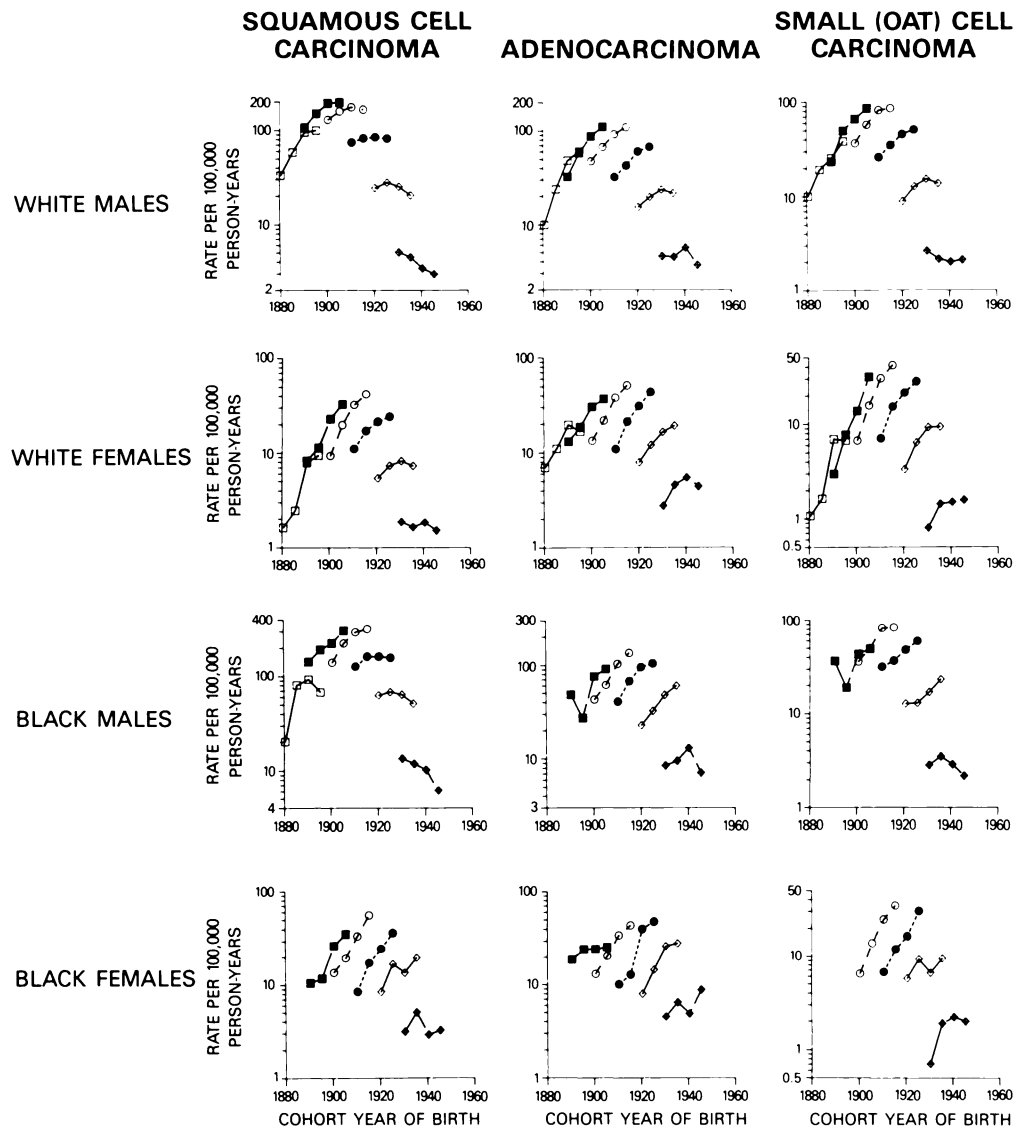 SQUAMOUS CELL CARCINOMA
ADENOCARCINOMA
SMALL (OAT) CELL CARCINOMA
WHITE MALES
RATE PER 100,000 PERSON-YEARS
200
100
10
2
1880 1900 1920 1940 1960
200
100
10
2
1880 1900 1920 1940 1960
100
10
1
1880 1900 1920 1940 1960
WHITE FEMALES
RATE PER 100,000 PERSON-YEARS
100
10
1
1880 1900 1920 1940 1960
100
10
1
1880 1900 1920 1940 1960
50
10
1
0.5
1880 1900 1920 1940 1960
BLACK MALES
RATE PER 100,000 PERSON-YEARS
400
100
10
4
1880 1900 1920 1940 1960
300
100
10
3
1880 1900 1920 1940 1960
100
10
1
1880 1900 1920 1940 1960
BLACK FEMALES
RATE PER 100,000 PERSON-YEARS
100
10
1
1880 1900 1920 1940 1960
COHORT YEAR OF BIRTH
100
10
1
1880 1900 1920 1940 1960
COHORT YEAR OF BIRTH
50
10
1
0.5
1880 1900 1920 1940 1960
COHORT YEAR OF BIRTH